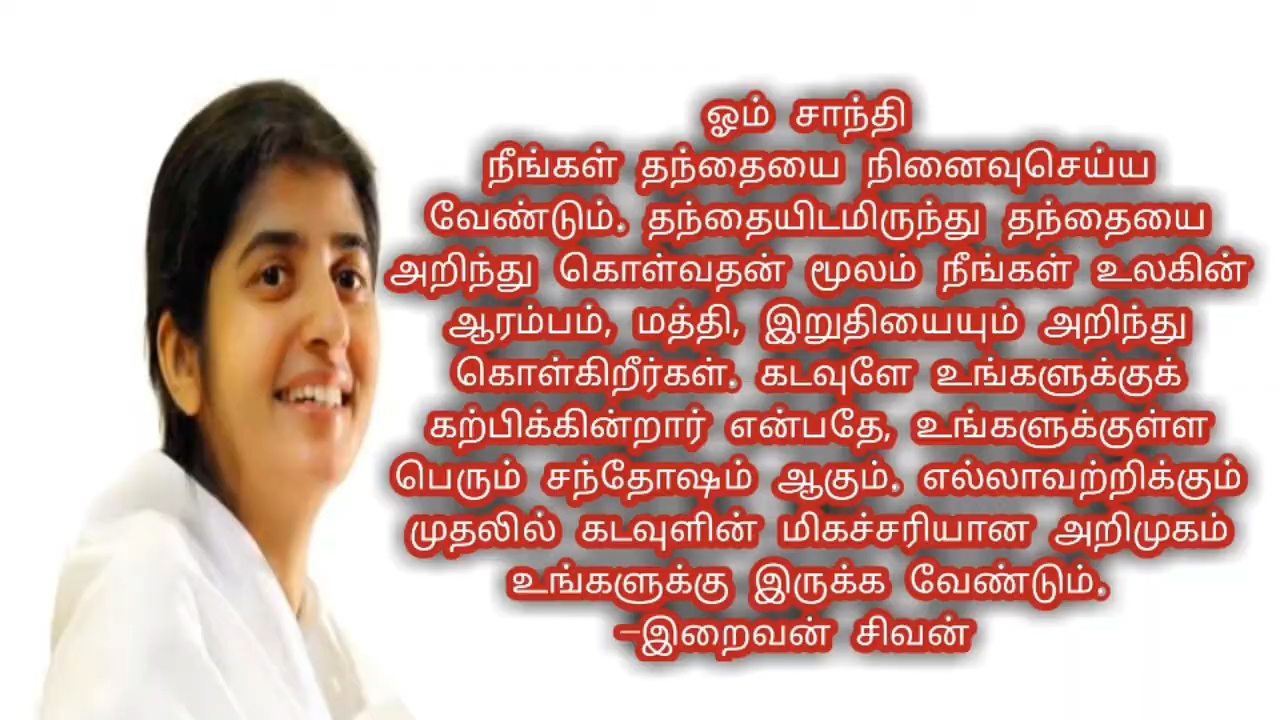 ஓம் சாந்தி
நீங்கள் தந்தையை நினைவுசெய்ய
வேண்டும். தந்தையிடமிருந்து தந்தையை
அறிந்து கொள்வதன் மூலம் நீங்கள் உலகின்
ஆரம்பம், மத்தி, இறுதியையும் அறிந்து
கொள்கிறீர்கள். கடவுளே உங்களுக்குக்
கற்பிக்கின்றார் என்பதே, உங்களுக்குள்ள
பெரும் சந்தோஷம் ஆகும். எல்லாவற்றிக்கும்
முதலில் கடவுளின் மிகச்சரியான அறிமுகம்
உங்களுக்கு இருக்க வேண்டும்.
-இறைவன் சிவன்